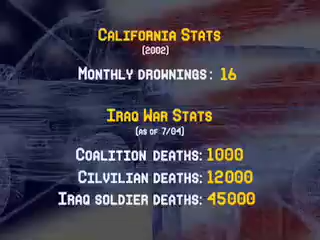 California Stats
(2002)
Monthly drownings: 16
Iraq War Stats
(as of 7/04)
Coalition deaths: 1000
Cilvilian deaths: 12000
Iraq soldier deaths: 45000